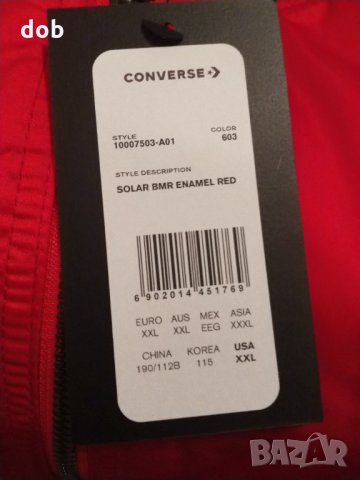 dob
CONVERSE
STYLE COLOR
10007503-A01 603
STYLE DESCRIPTION
SOLAR BMR ENAMEL RED
6 902014 451769
EURO AUS MEX ASIA
XXL XXL EEG XXXL
CHINA KOREA USA
190/112B 115 XXL
BAZAR